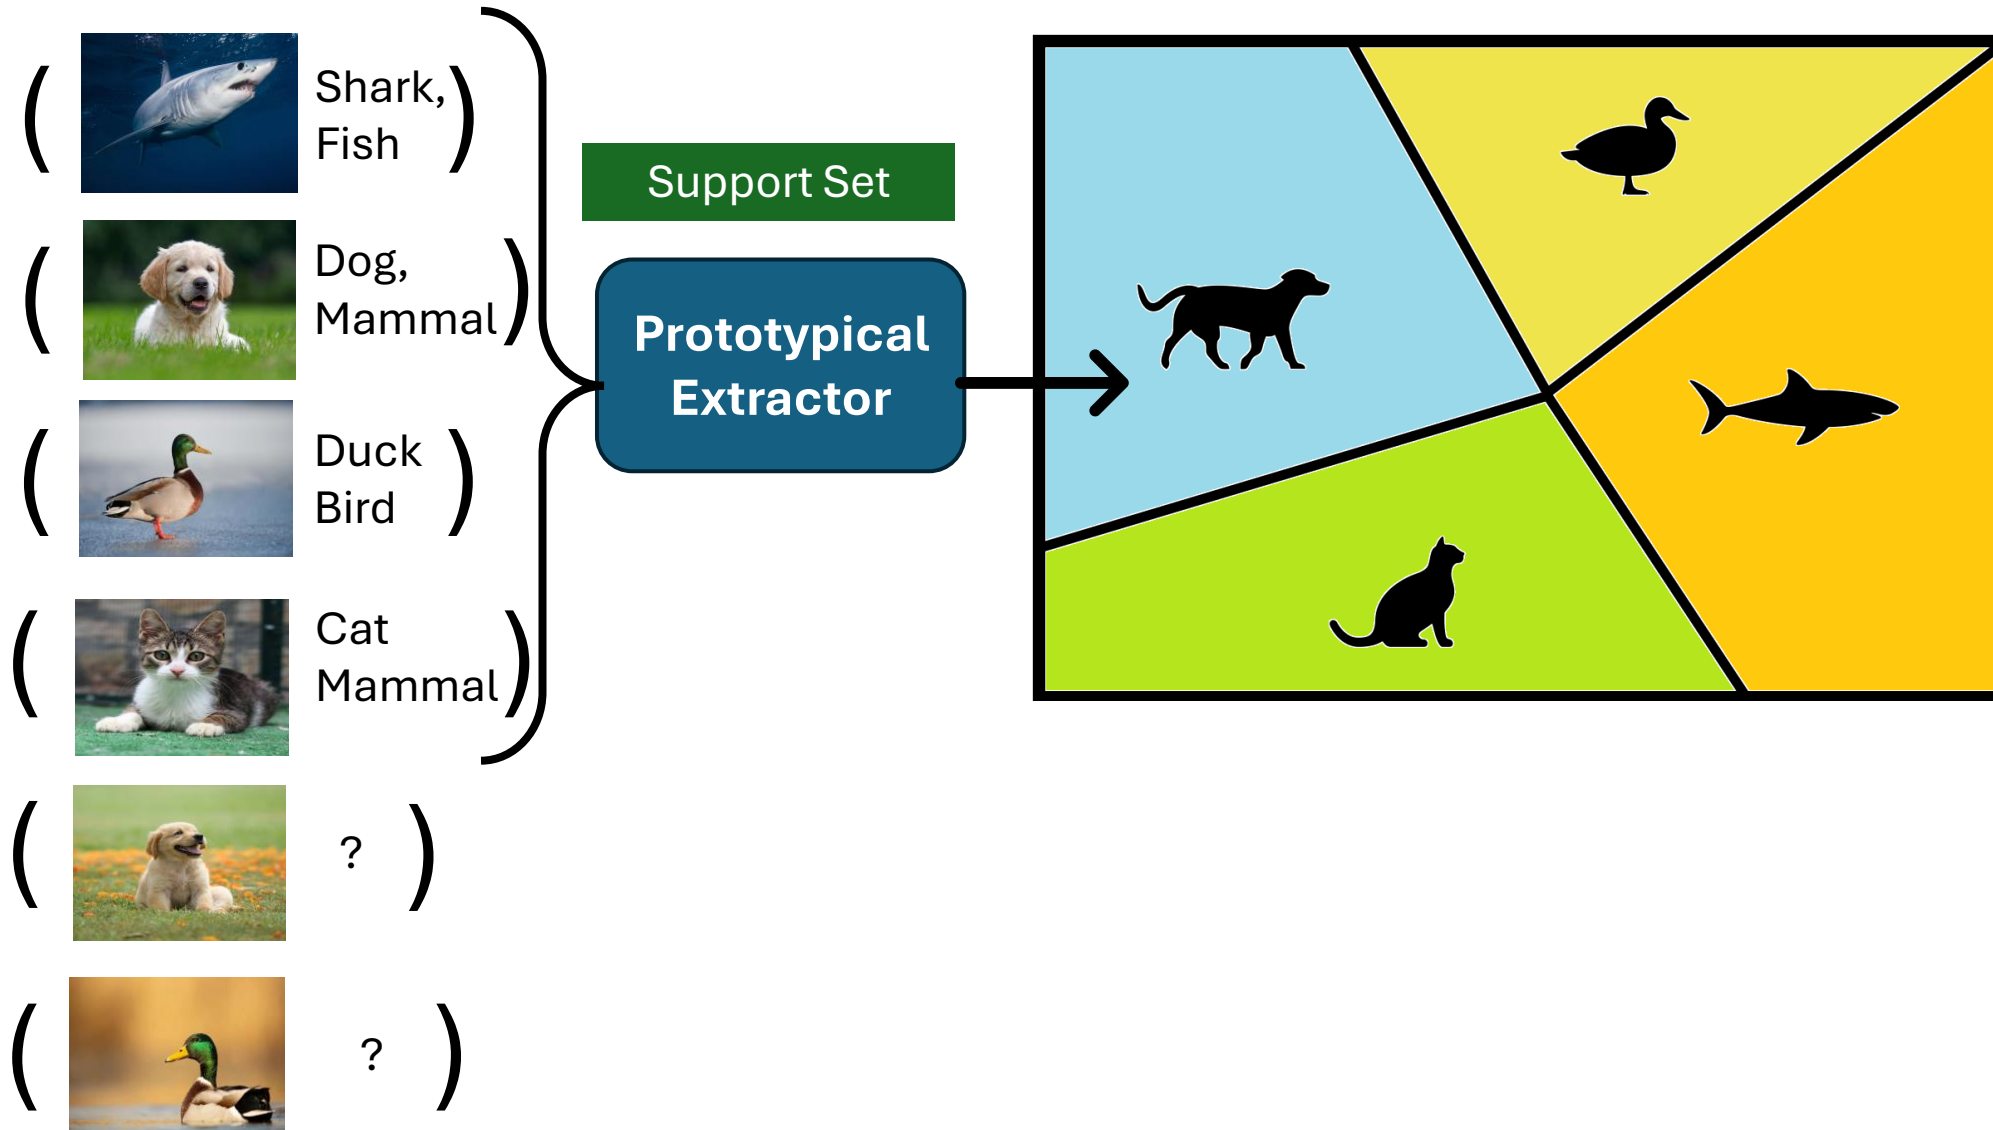 ( Shark,
Fish )
( Dog,
Mammal )
( Duck
Bird )
( Cat
Mammal )
( ? )
( ? )
Support Set
Prototypical
Extractor